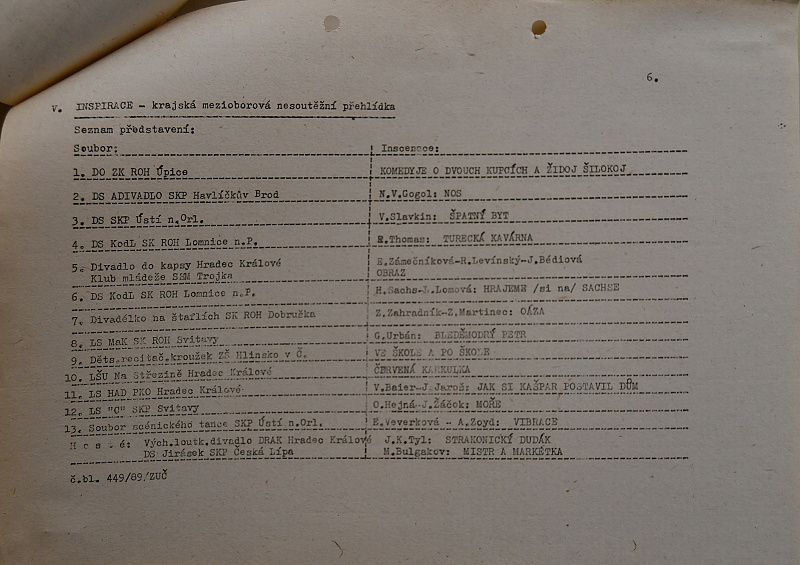 6.
V. INSPIRACE - krajská mezioborová nesoutěžní přehlídka
Seznam představení:
Soubor: Inscenace:
1. DO ZK ROH Úpice KOMEDYJE O DVOUCH KUPCÍCH A ŽIDOJ ŠILOKOJ
2. DS ADIVADLO SKP Havlíčkův Brod N.V.Gogol: NOS
3. DS SKP Ústí n.Orl. V.Slavkin: ŠPATNÝ BYT
4. DS KodL SK ROH Lomnice n.P. R.Thomas: TURECKÁ KAVÁRNA
5. Divadlo do kapsy Hradec Králové E.Zámečníková-R.Levínský-J.Bédiová
Klub mládeže SSM Trojka OBRAZ
6. DS KodL SK ROH Lomnice n.P. H.Sachs-L.Lomová: HRAJEME /si na/ SACHSE
7. Divadélko na štaflích SK ROH Dobruška Z.Zahradník-Z.Martinec: OÁZA
8. LS MaK SK ROH Svitavy G.Urbán: BLEDĚMODRÝ PETR
9. Děts.recitač.kroužek ZŠ Hlinsko v Č. VE ŠKOLE A PO ŠKOLE
10. LŠU Na Střezině Hradec Králové ČERVENÁ KARKULKA
11. LS HAD PKO Hradec Králové V.Baier-J.Jaroš: JAK SI KAŠPAR POSTAVIL DŮM
12. LS "C" SKP Svitavy O.Hejná-J.Žáček: MOŘE
13. Soubor scénického tance SKP Ústí n.Orl. E.Veverková - A.Zoyd: VIBRACE
H o s t é: Vých.loutk.divadlo DRAK Hradec Králové J.K.Tyl: STRAKONICKÝ DUDÁK
DS Jirásek SKP Česká Lípa M.Bulgakov: MISTR A MARKÉTKA
č.bl. 449/89/ZUČ